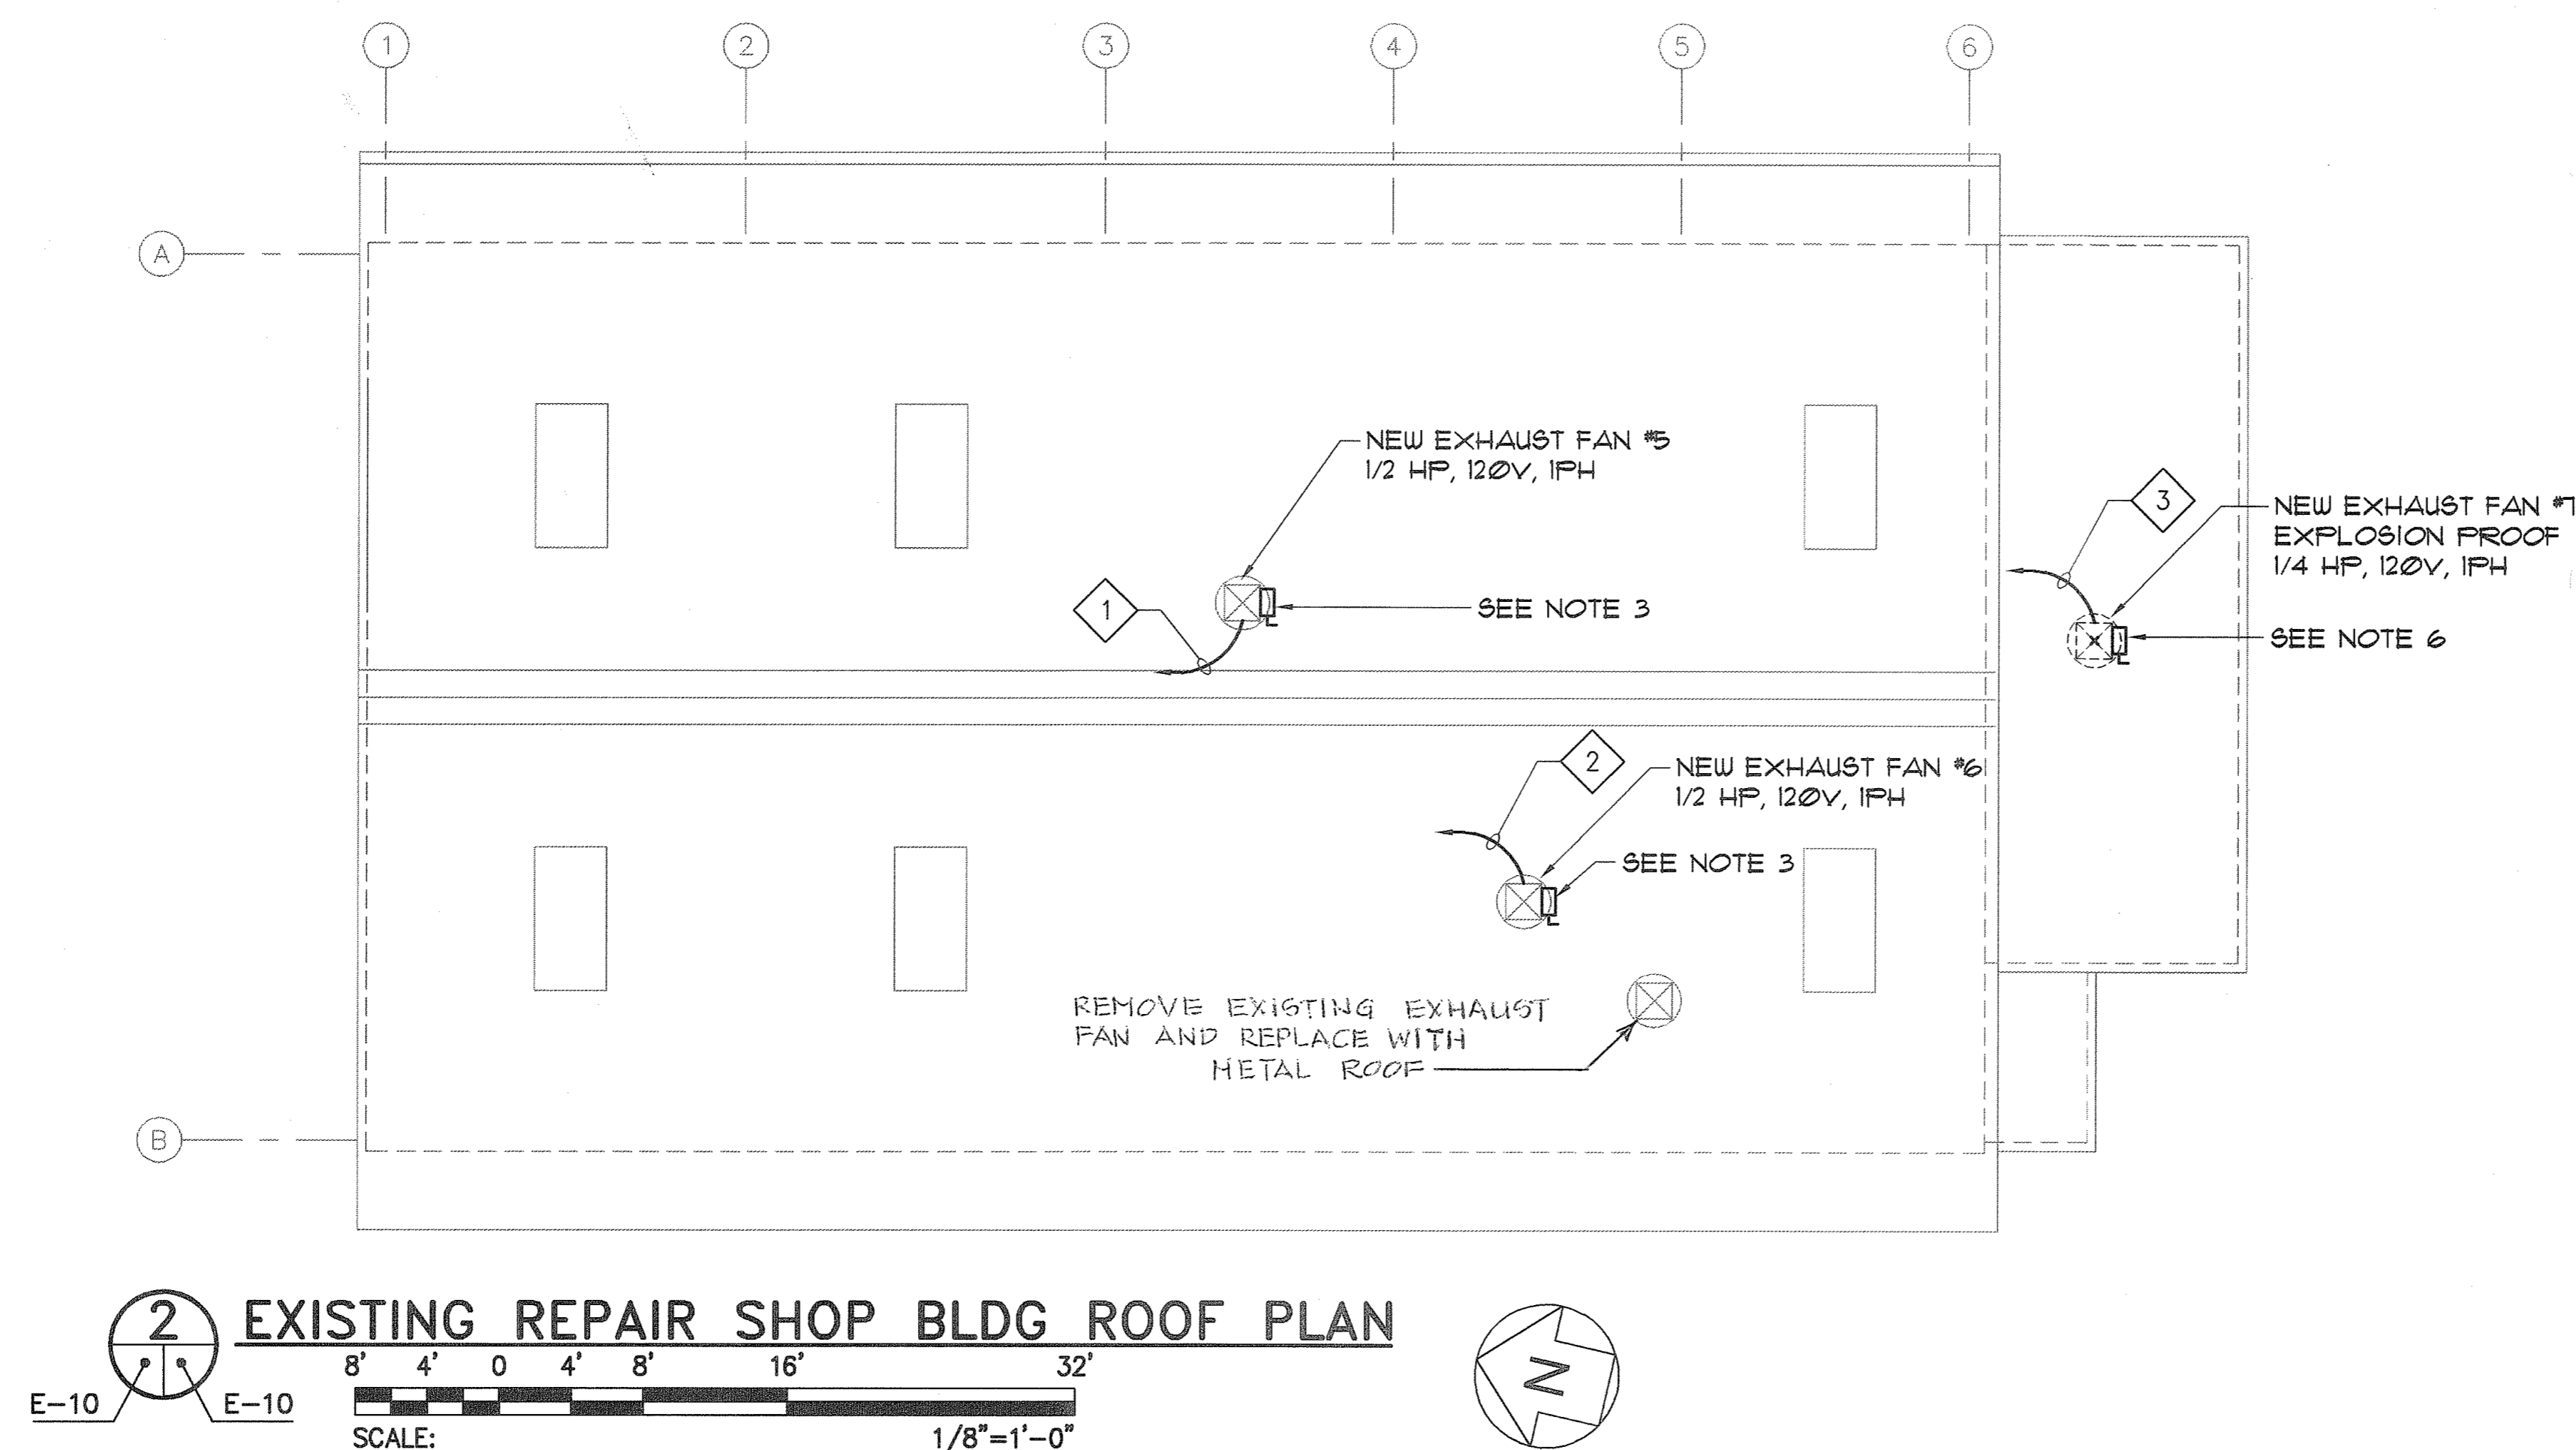 1 2 3 4 5 6
A
NEW EXHAUST FAN #5
1/2 HP, 120V, 1PH
3
NEW EXHAUST FAN #7
EXPLOSION PROOF
1/4 HP, 120V, 1PH
1
SEE NOTE 3
SEE NOTE 6
2
NEW EXHAUST FAN #6
1/2 HP, 120V, 1PH
SEE NOTE 3
REMOVE EXISTING EXHAUST
FAN AND REPLACE WITH
METAL ROOF
B
2
EXISTING REPAIR SHOP BLDG ROOF PLAN
8' 4' 0 4' 8' 16' 32'
E-10 E-10
SCALE: 1/8"=1'-0"
N